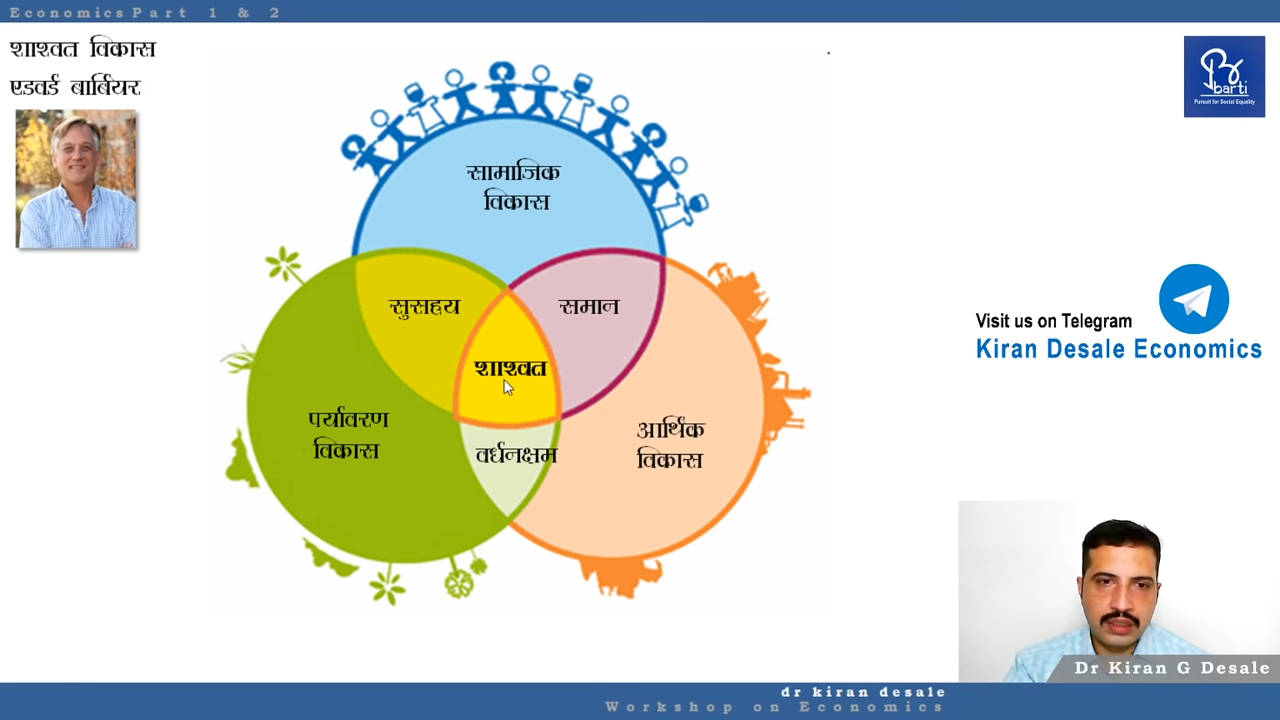 Economics Part 1 & 2
शाश्वत विकास
एडवर्ड बार्बियर
barti
Pursuit for Social Equality
सामाजिक
विकास
सुसह्य
समान
शाश्वत
पर्यावरण
विकास
वर्धनक्षम
आर्थिक
विकास
Visit us on Telegram
Kiran Desale Economics
Dr Kiran G Desale
dr kiran desale
Workshop on Economics